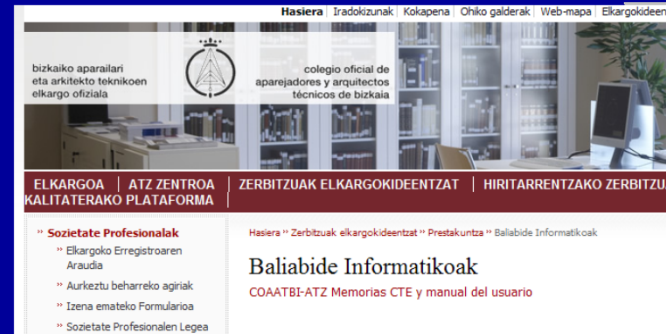 Hasiera Iradokizunak Kokapena Ohiko galderak Web-mapa Elkargokideen
bizkaiko aparailari
eta arkitekto teknikoen
elkargo ofiziala
colegio oficial de
aparejadores y arquitectos
técnicos de bizkaia
ELKARGOA ATZ ZENTROA ZERBITZUAK ELKARGOKIDEENTZAT HIRITARRENTZAKO ZERBITZU
KALITATERAKO PLATAFORMA
» Sozietate Profesionalak
» Elkargoko Erregistroaren
Araudia
» Aurkeztu beharreko agiriak
» Izena emateko Formularioa
» Sozietate Profesionalen Legea
Hasiera » Zerbitzuak elkargokideentzat » Prestakuntza » Baliabide Informatikoak
Baliabide Informatikoak
COAATBI-ATZ Memorias CTE y manual del usuario